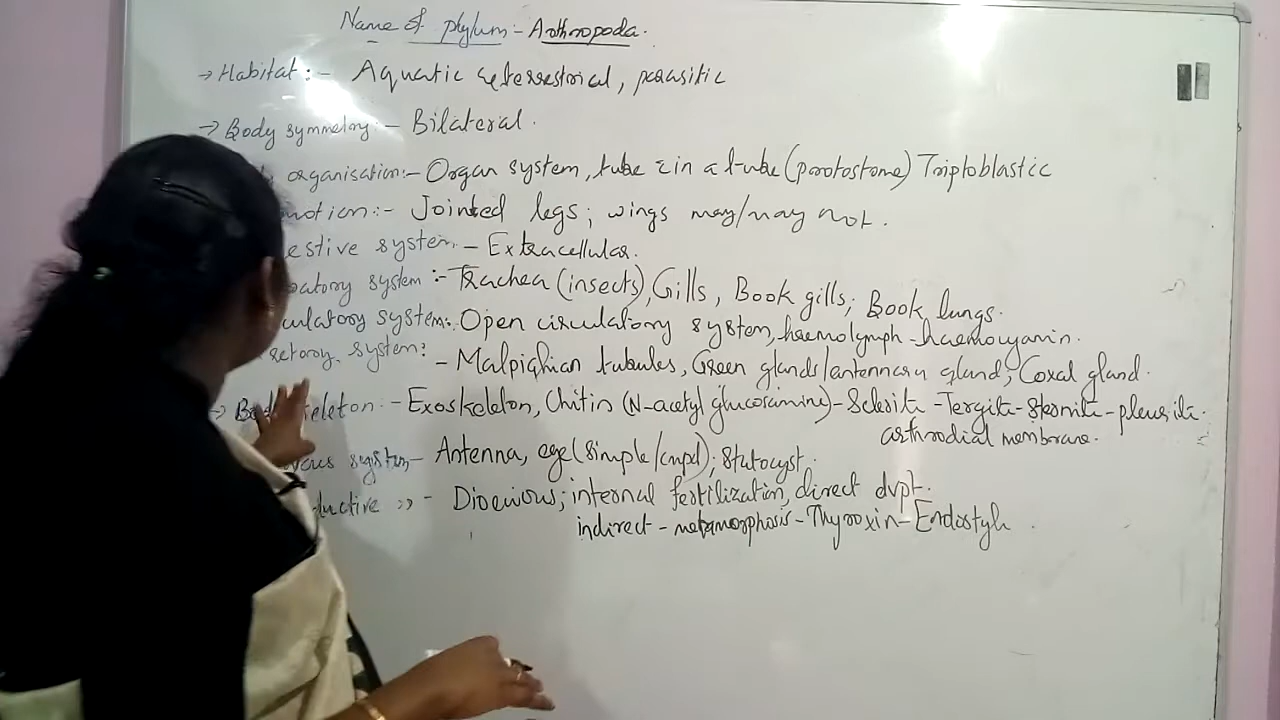 Name of phylum - Arthropoda.
→ Habitat :- Aquatic & terrestrial, parasitic
→ Body symmetry :- Bilateral.
organisation :- Organ system, tube in a tube (protostome) Triploblastic
motion :- Jointed legs; wings may/may not.
estive system - Extracellular.
atory system :- Trachea (insects), Gills, Book gills; Book lungs.
ulatory system :- Open circulatory system, haemolymph - haemocyanin.
retory system :- Malpighian tubules, Green glands/antennary gland, Coxal gland.
→ Body skeleton :- Exoskeleton, Chitin (N-acetyl glucosamine) - Sclerite - Tergite - Sternite - pleurite.
arthrodial membrane.
vous system - Antenna, eye (simple/cmpd); Statocyst.
ductive :- Dioecious; internal fertilization, direct dvpt.
indirect - metamorphosis - Thyroxin - Endostyle